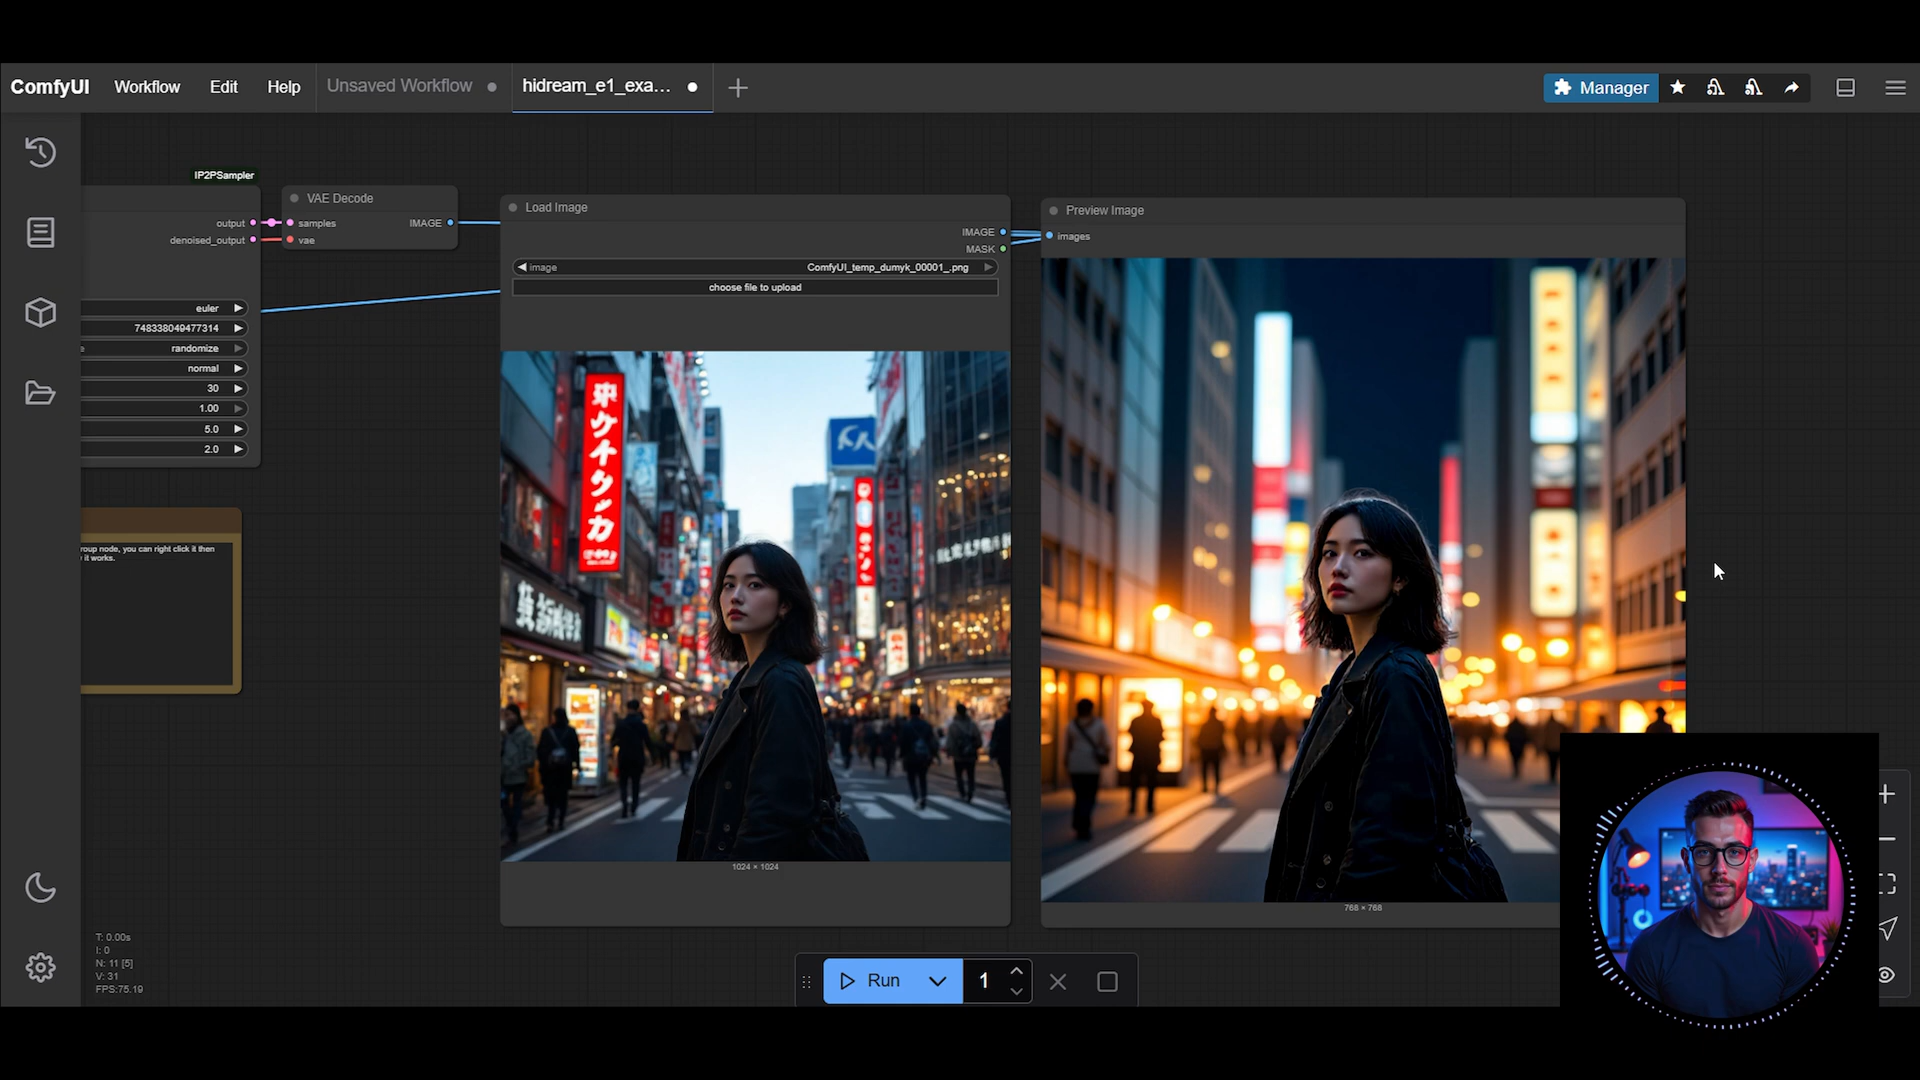 ComfyUI Workflow Edit Help Unsaved Workflow hidream_e1_exa... Manager
IP2PSampler
output
denoised_output
euler
748338049477314
randomize
normal
30
1.00
5.0
2.0
roup node, you can right click it then
it works.
VAE Decode
samples IMAGE
vae
Load Image
IMAGE
MASK
image ComfyUI_temp_dumyk_00001_.png
choose file to upload
1024 × 1024
Preview Image
images
768 × 768
T: 0.00s
I: 0
N: 11 [5]
V: 31
FPS:75.19
Run 1